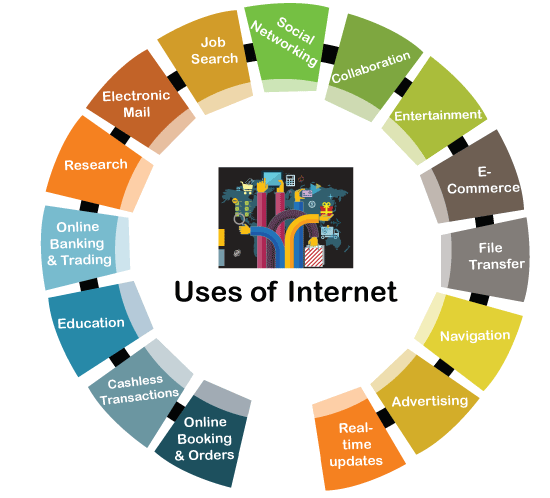 Social
Networking
Collaboration
Entertainment
E-
Commerce
File
Transfer
Navigation
Advertising
Real-
time
updates
Online
Booking
& Orders
Cashless
Transactions
Education
Online
Banking
& Trading
Research
Electronic
Mail
Job
Search
Uses of Internet